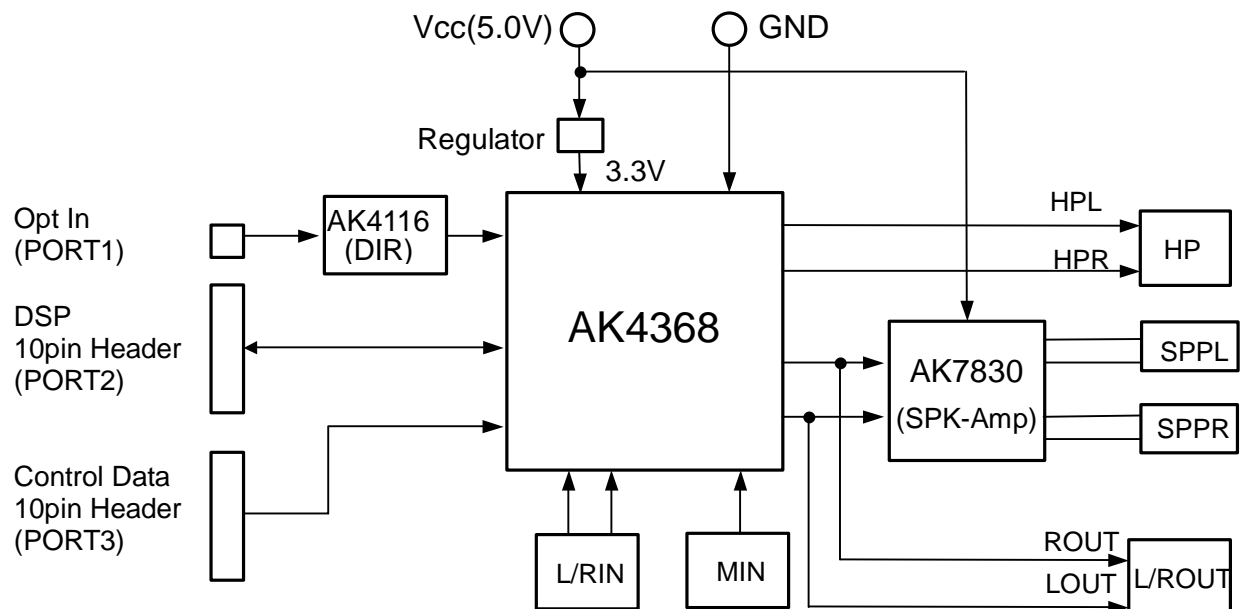 Vcc(5.0V)
GND
Regulator
3.3V
Opt In
(PORT1)
AK4116
(DIR)
HPL
HPR
HP
DSP
10pin Header
(PORT2)
AK4368
AK7830
(SPK-Amp)
SPPL
SPPR
Control Data
10pin Header
(PORT3)
L/RIN
MIN
ROUT
LOUT
L/ROUT